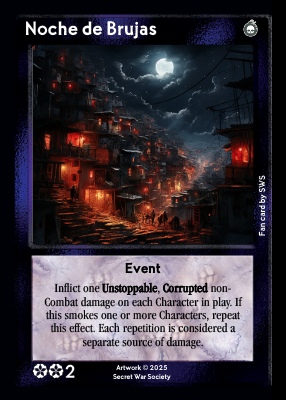 Noche de Brujas
Fan card by SWS
Event
Inflict one Unstoppable, Corrupted non-
Combat damage on each Character in play. If
this smokes one or more Characters, repeat
this effect. Each repetition is considered a
separate source of damage.
2
Artwork © 2025
Secret War Society